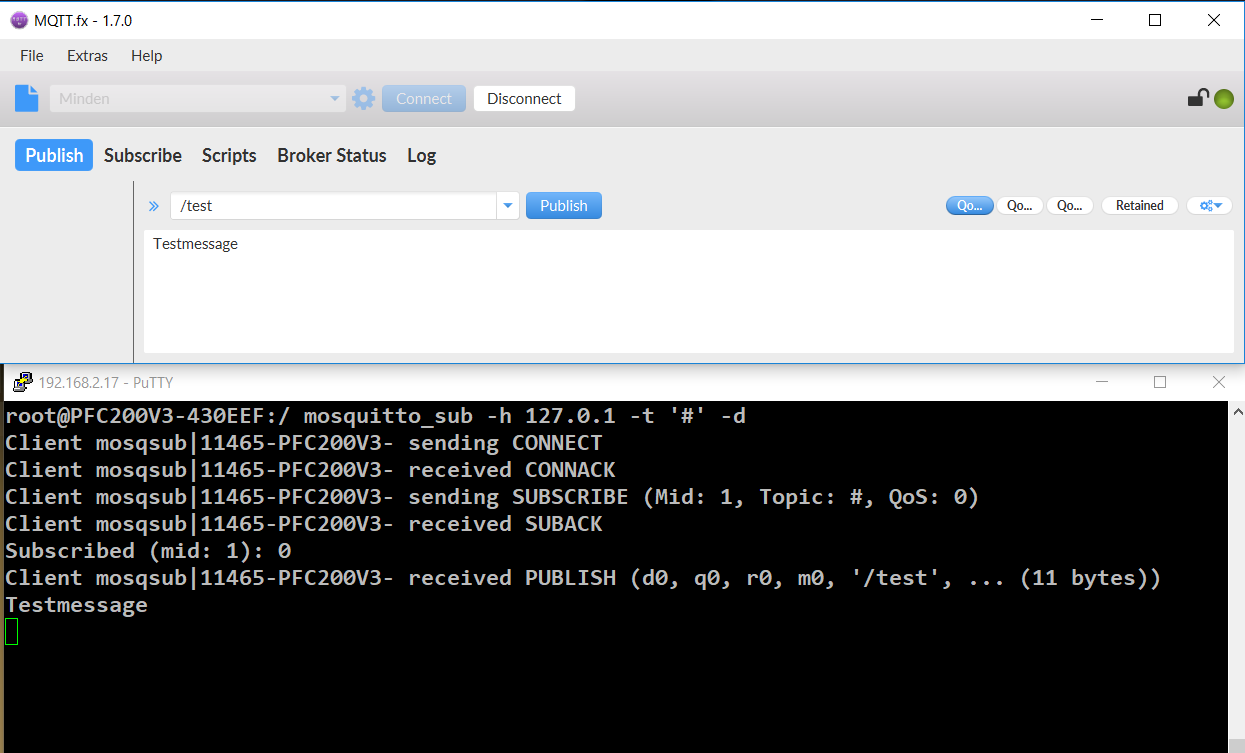 MQTT.fx - 1.7.0
File Extras Help
Minden Connect Disconnect
Publish Subscribe Scripts Broker Status Log
/test Publish Qo... Qo... Qo... Retained
Testmessage
192.168.2.17 - PuTTY
root@PFC200V3-430EEF:/ mosquitto_sub -h 127.0.1 -t '#' -d
Client mosqsub|11465-PFC200V3- sending CONNECT
Client mosqsub|11465-PFC200V3- received CONNACK
Client mosqsub|11465-PFC200V3- sending SUBSCRIBE (Mid: 1, Topic: #, QoS: 0)
Client mosqsub|11465-PFC200V3- received SUBACK
Subscribed (mid: 1): 0
Client mosqsub|11465-PFC200V3- received PUBLISH (d0, q0, r0, m0, '/test', ... (11 bytes))
Testmessage